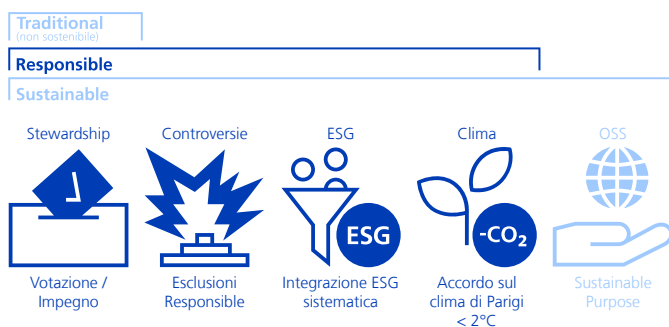 Traditional
(non sostenibile)
Responsible
Sustainable
Stewardship
Controversie
ESG
Clima
OSS
ESG
-CO₂
Votazione /
Impegno
Esclusioni
Responsible
Integrazione ESG
sistematica
Accordo sul
clima di Parigi
< 2°C
Sustainable
Purpose